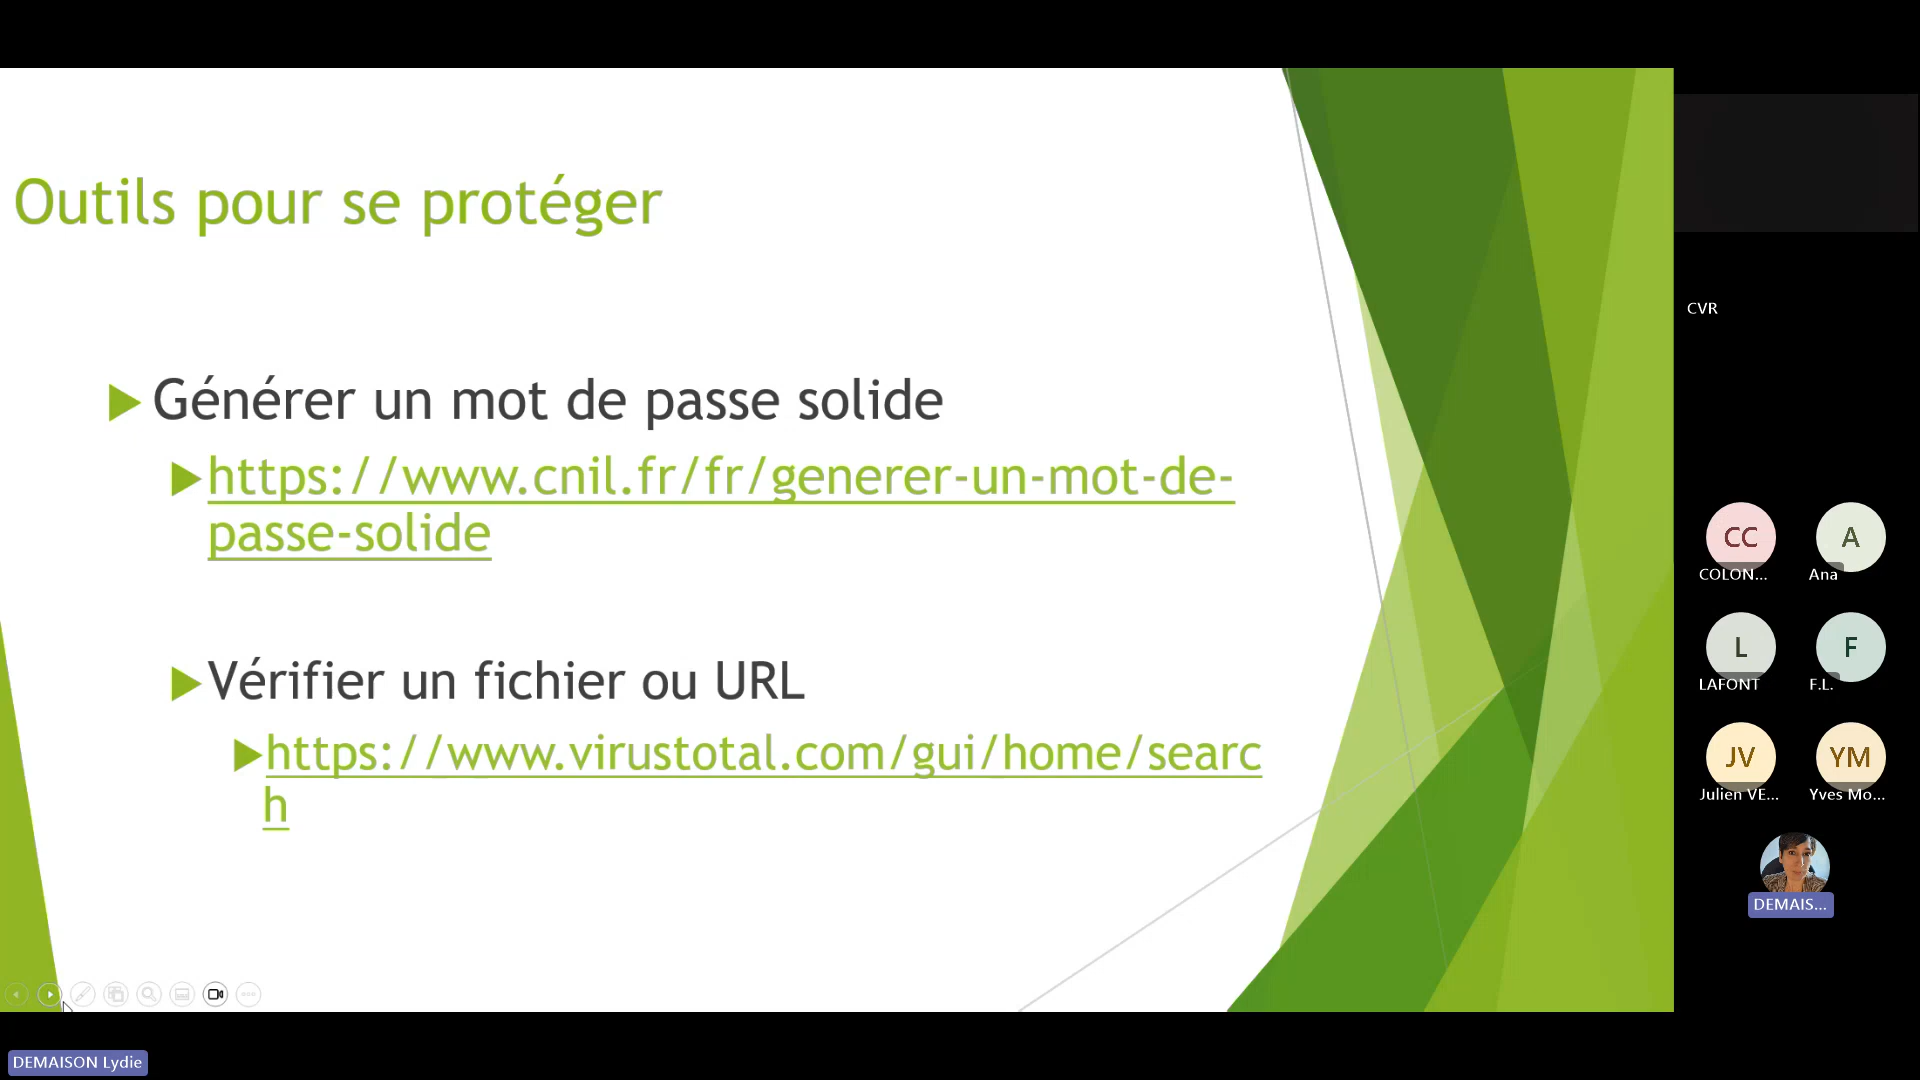 Outils pour se protéger
Générer un mot de passe solide
https://www.cnil.fr/fr/generer-un-mot-de-
passe-solide
Vérifier un fichier ou URL
https://www.virustotal.com/gui/home/searc
h
CVR
CC
A
COLON...
Ana
L
F
LAFONT
F.L.
JV
YM
Julien VE...
Yves Mo...
DEMAIS...
DEMAISON Lydie